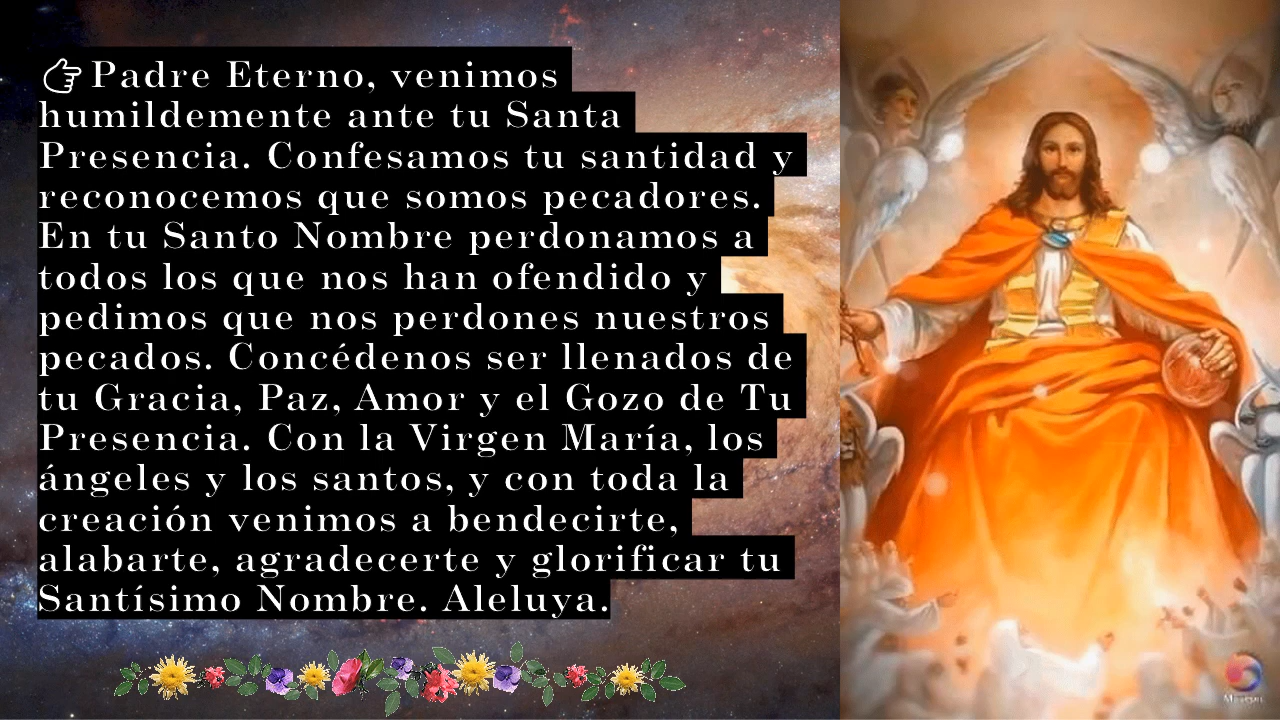 👉Padre Eterno, venimos
humildemente ante tu Santa
Presencia. Confesamos tu santidad y
reconocemos que somos pecadores.
En tu Santo Nombre perdonamos a
todos los que nos han ofendido y
pedimos que nos perdones nuestros
pecados. Concédenos ser llenados de
tu Gracia, Paz, Amor y el Gozo de Tu
Presencia. Con la Virgen María, los
ángeles y los santos, y con toda la
creación venimos a bendecirte,
alabarte, agradecerte y glorificar tu
Santísimo Nombre. Aleluya.